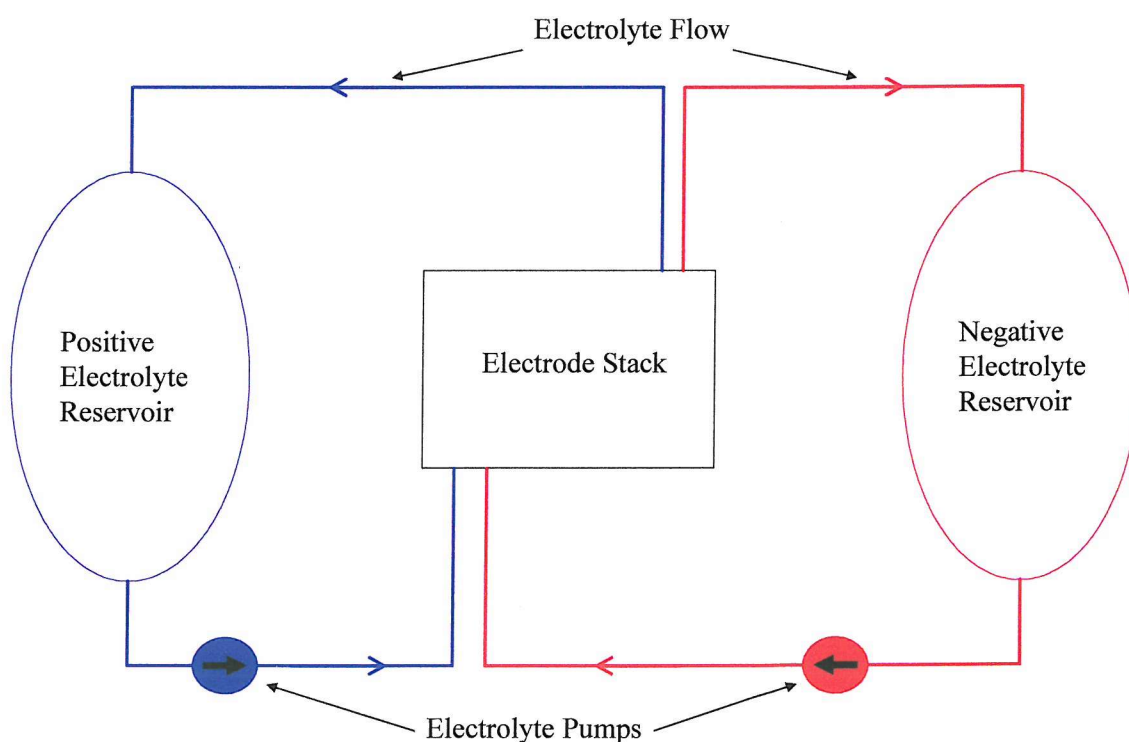 Electrolyte Flow
Positive
Electrolyte
Reservoir
Electrode Stack
Negative
Electrolyte
Reservoir
Electrolyte Pumps